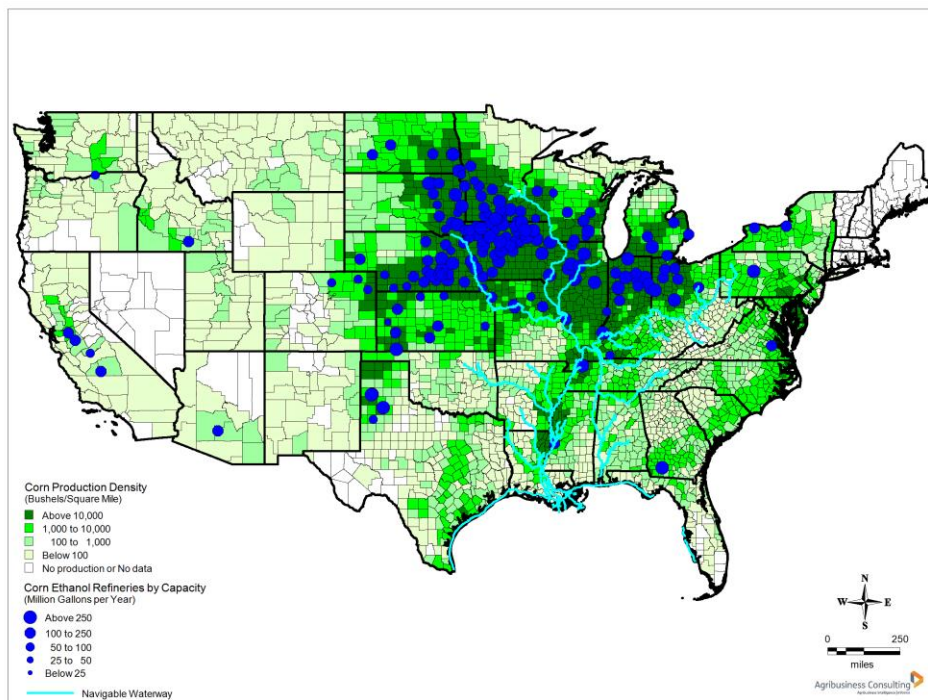 Corn Production Density
(Bushels/Square Mile)
Above 10,000
1,000 to 10,000
100 to 1,000
Below 100
No production or No data
Corn Ethanol Refineries by Capacity
(Million Gallons per Year)
Above 250
100 to 250
50 to 100
25 to 50
Below 25
Navigable Waterway
N
W E
S
0 250
miles
Agribusiness Consulting